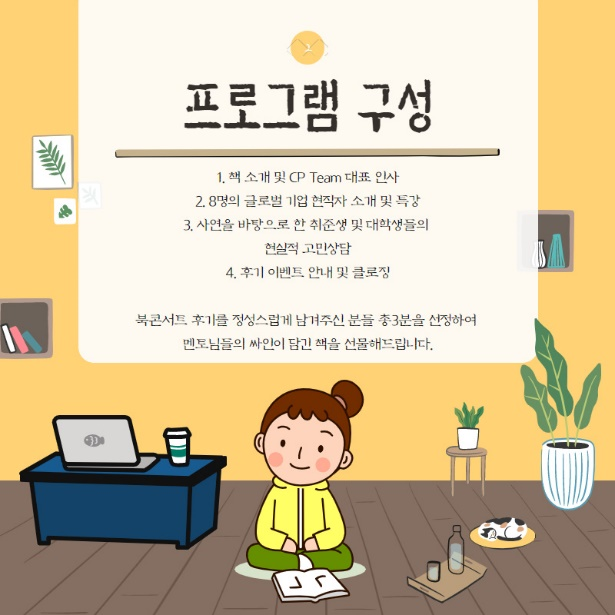 프로그램 구성
1. 책 소개 및 CP Team 대표 인사
2. 8명의 글로벌 기업 현직자 소개 및 특강
3. 사연을 바탕으로 한 취준생 및 대학생들의
현실적 고민상담
4. 후기 이벤트 안내 및 클로징
북콘서트 후기를 정성스럽게 남겨주신 분들 총3분을 선정하여
멘토님들의 싸인이 담긴 책을 선물해드립니다.